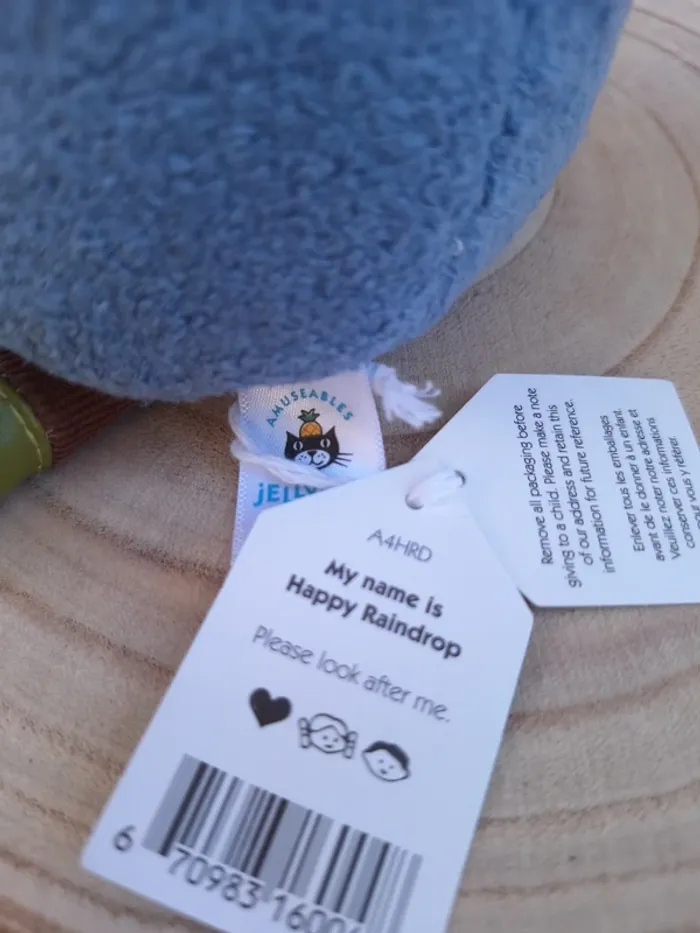 AMUSEABLES
A4HRD
My name is
Happy Raindrop
Please look after me.
6 70983 1600
Remove all packaging before
giving to a child. Please make a note
of our address and retain this
information for future reference.
Enlever tous les emballages
avant de le donner à un enfant.
Veuillez noter notre adresse et
conservez ces informations